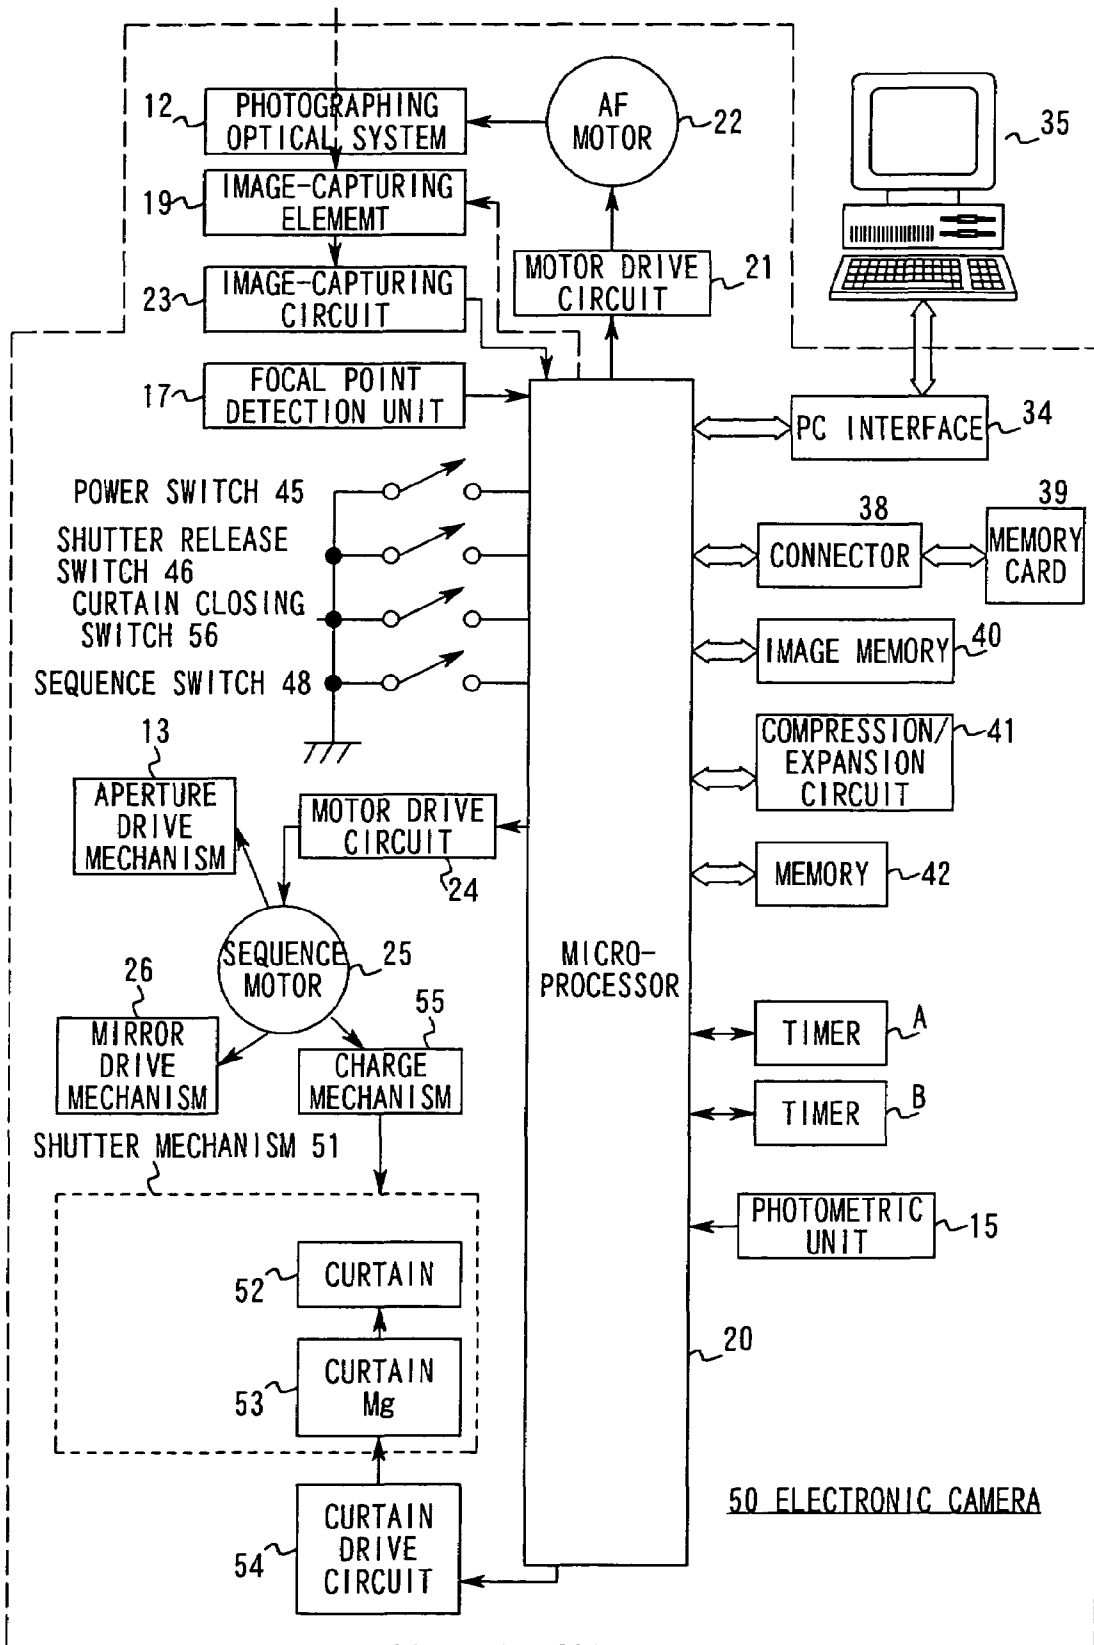 12
PHOTOGRAPHING
OPTICAL SYSTEM
AF
MOTOR
22
35
19
IMAGE-CAPTURING
ELEMEMT
23
IMAGE-CAPTURING
CIRCUIT
MOTOR DRIVE
CIRCUIT
21
17
FOCAL POINT
DETECTION UNIT
PC INTERFACE
34
POWER SWITCH 45
SHUTTER RELEASE
SWITCH 46
CURTAIN CLOSING
SWITCH 56
SEQUENCE SWITCH 48
38
CONNECTOR
39
MEMORY
CARD
IMAGE MEMORY
40
COMPRESSION/
EXPANSION
CIRCUIT
41
MEMORY
42
13
APERTURE
DRIVE
MECHANISM
MOTOR DRIVE
CIRCUIT
24
SEQUENCE
MOTOR
25
MICRO-
PROCESSOR
26
MIRROR
DRIVE
MECHANISM
55
CHARGE
MECHANISM
TIMER
A
TIMER
B
SHUTTER MECHANISM 51
PHOTOMETRIC
UNIT
15
52
CURTAIN
53
CURTAIN
Mg
20
54
CURTAIN
DRIVE
CIRCUIT
50 ELECTRONIC CAMERA